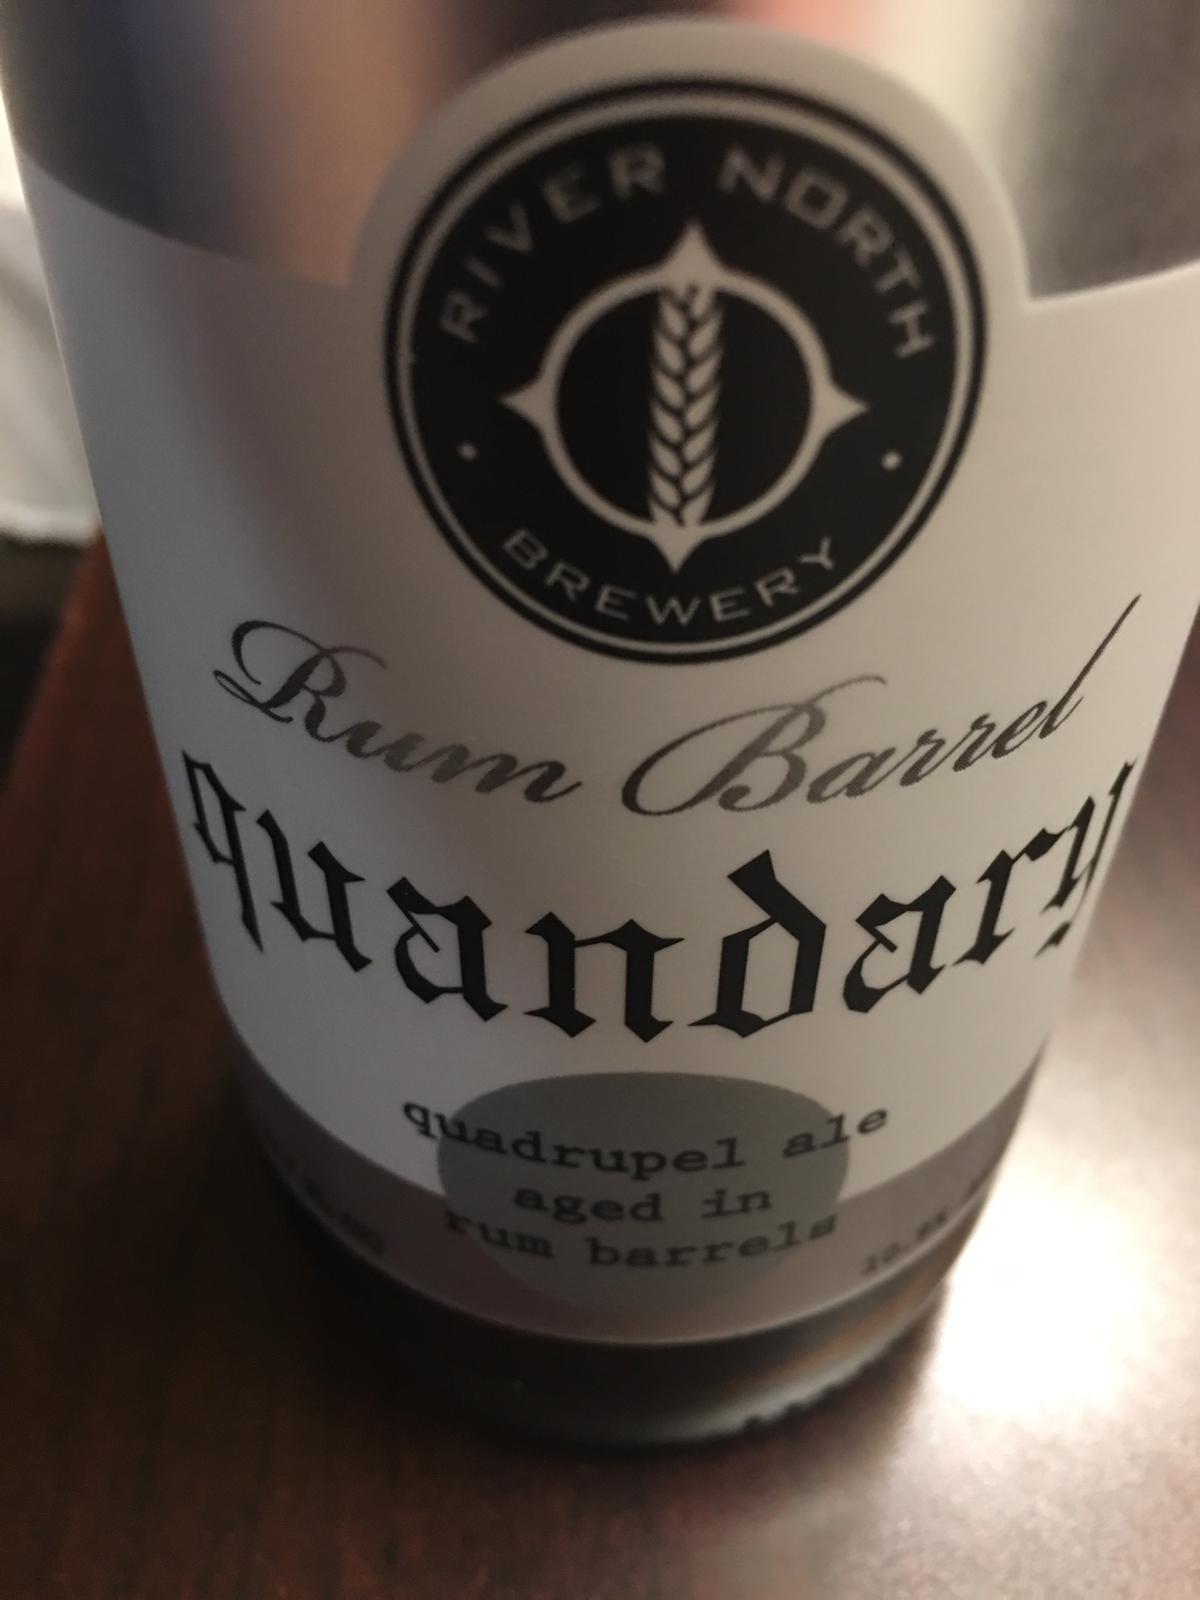 RIVER NORTH
BREWERY
Rum Barrel
quandary
quadrupel ale
aged in
rum barrels